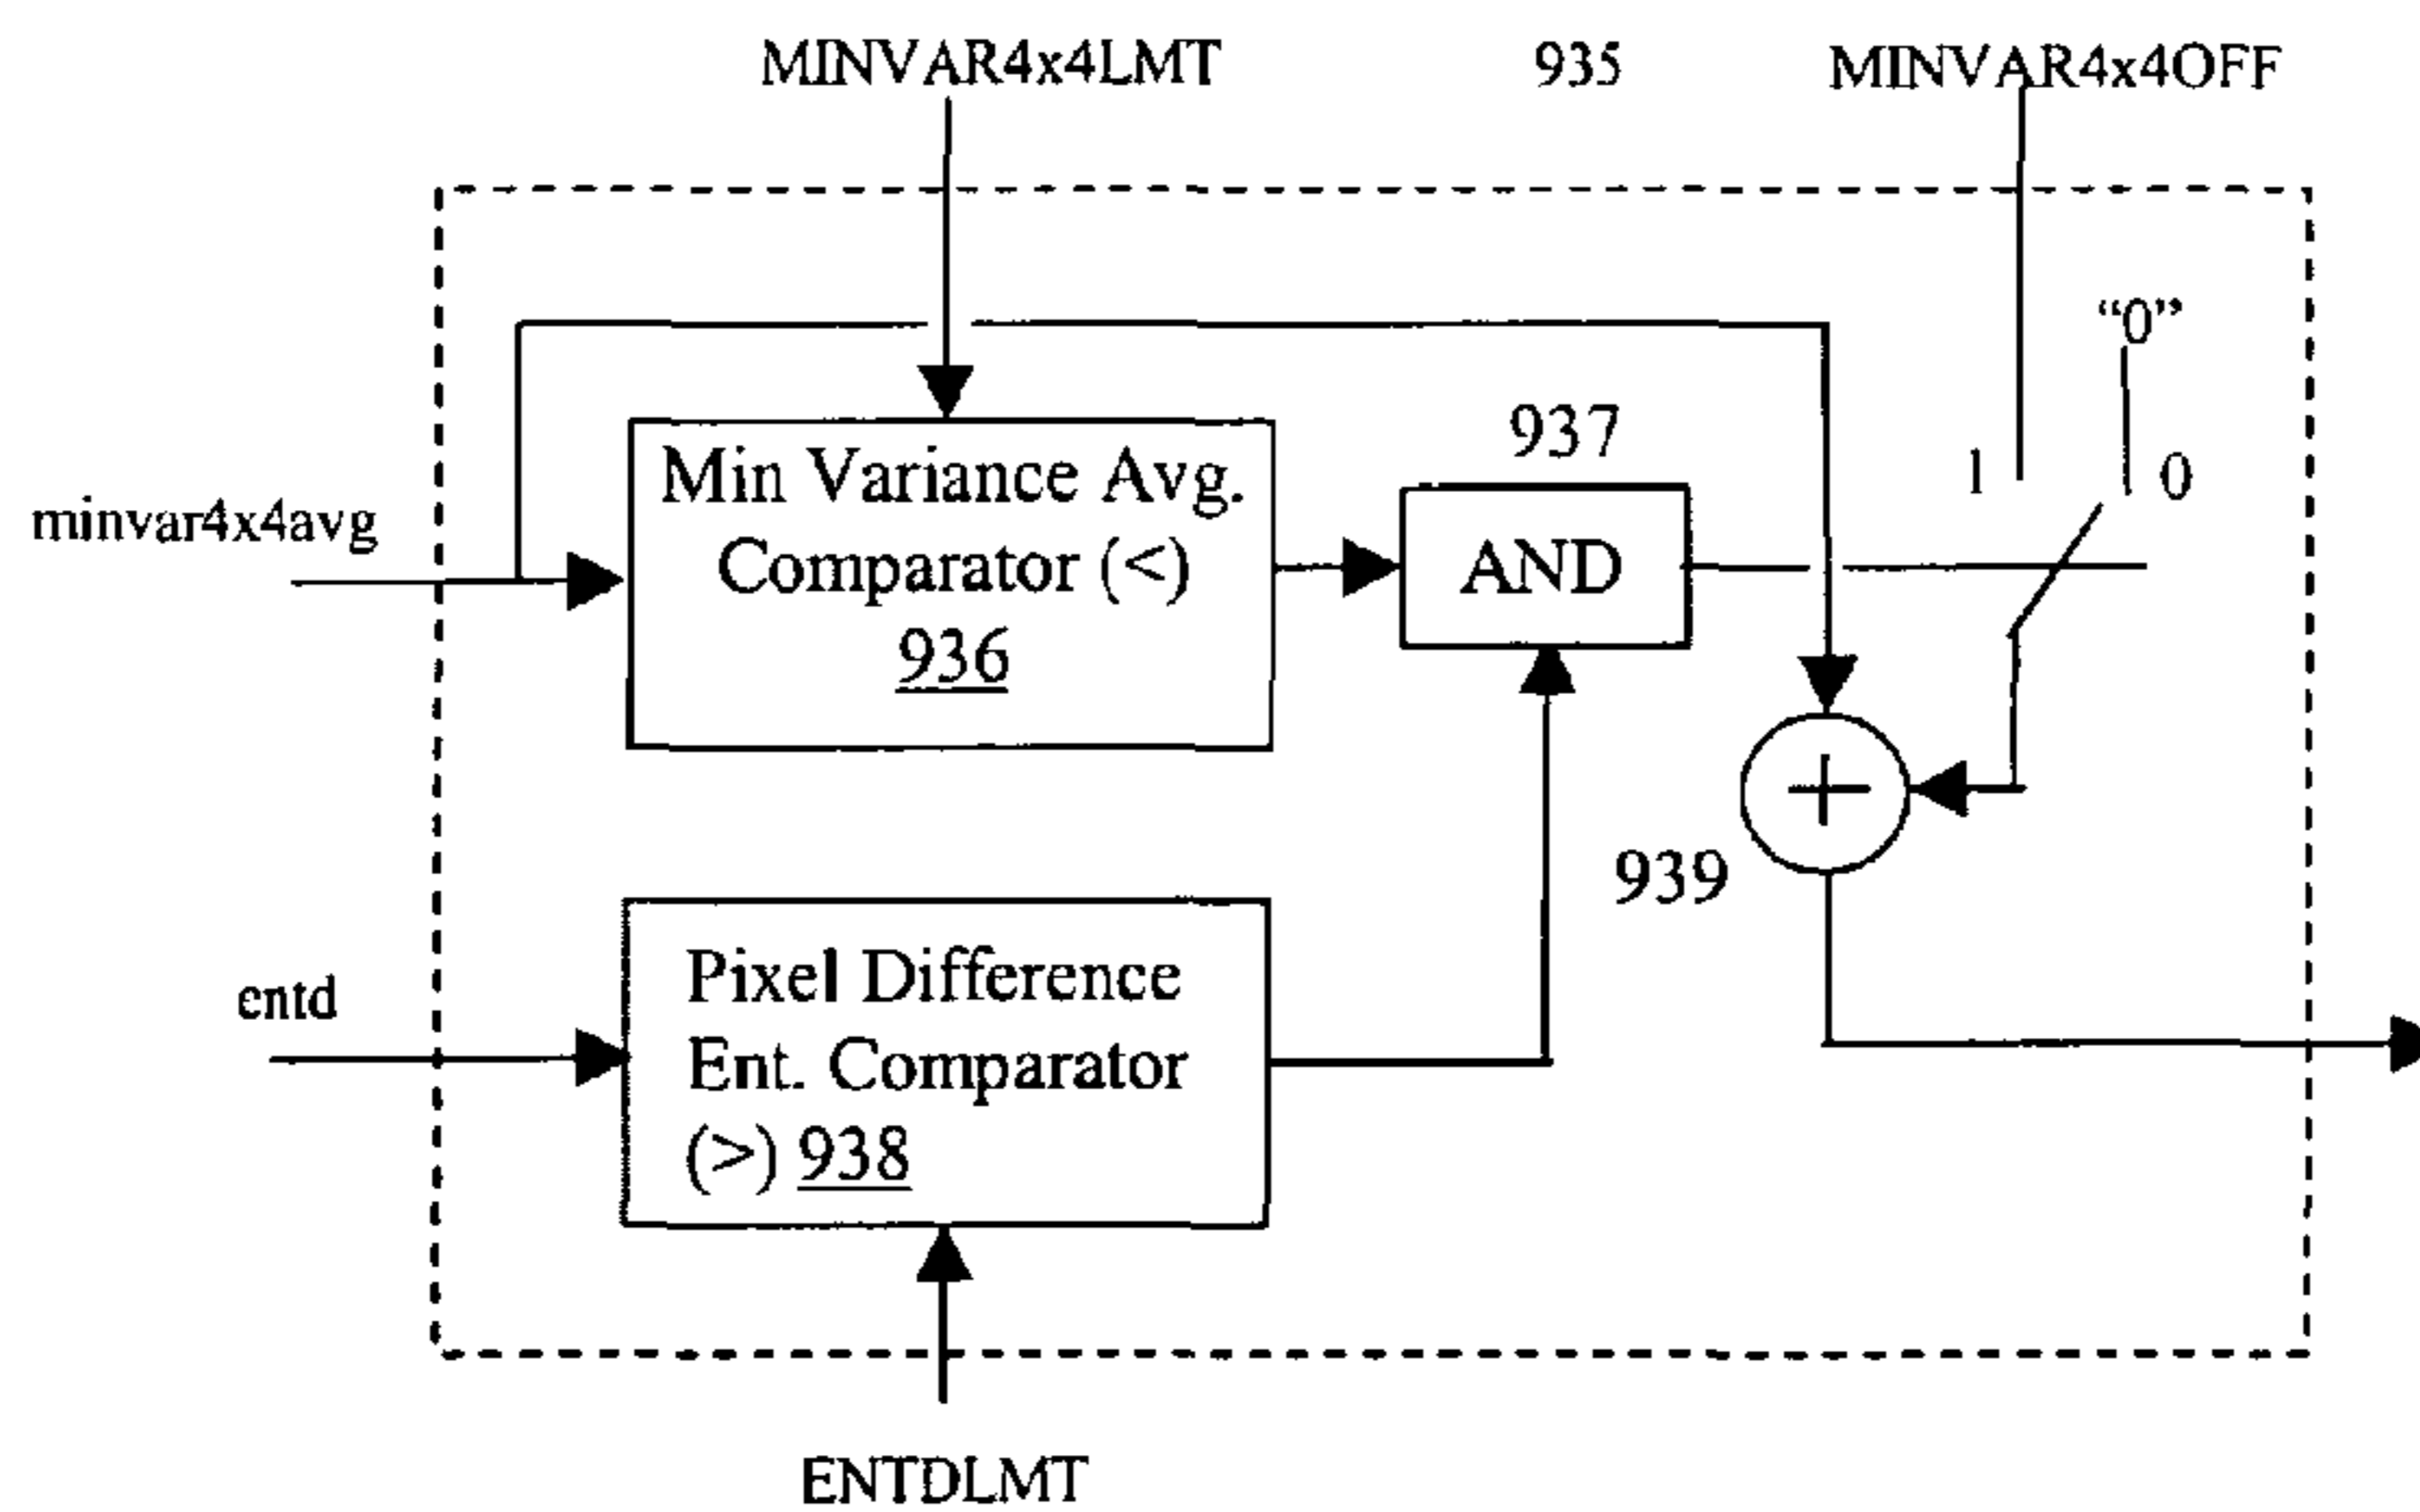 MINVAR4x4LMT
935
MINVAR4x4OFF
“0”
937
1
0
Min Variance Avg.
Comparator (<)
936
minvar4x4avg
AND
939
entd
Pixel Difference
Ent. Comparator
(>) 938
ENTDLMT